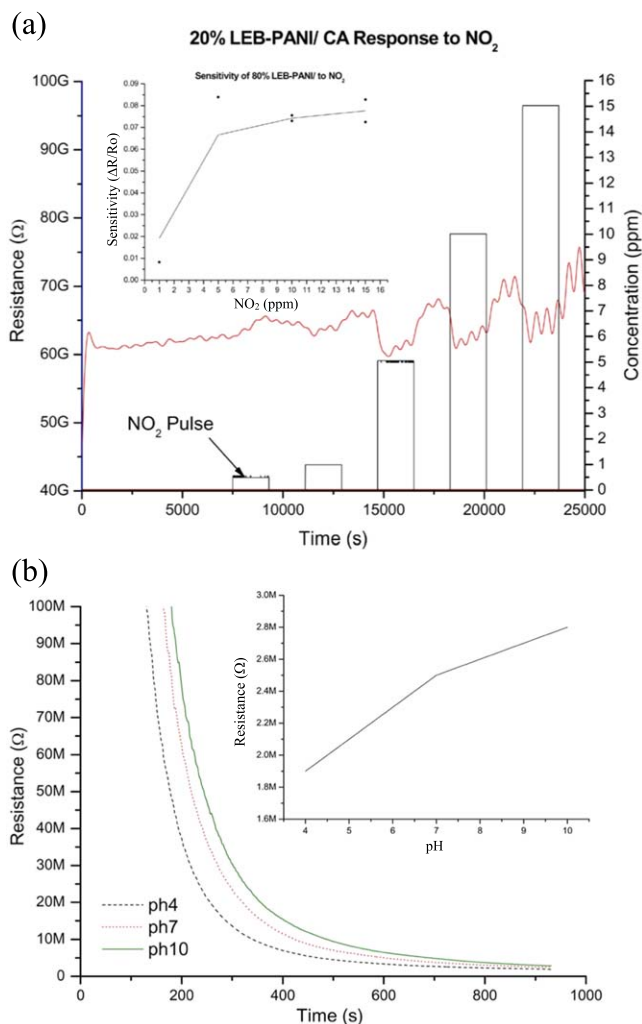 (a)
20% LEB-PANI/ CA Response to NO2
Sensitivity of 80% LEB-PANI/ to NO2
100G
90G
80G
70G
60G
50G
40G
Resistance (Ω)
16
15
14
13
12
11
10
9
8
7
6
5
4
3
2
1
0
Concentration (ppm)
0.09
0.08
0.07
0.06
0.05
0.04
0.03
0.02
0.01
0.00
Sensitivity (ΔR/Ro)
0 1 2 3 4 5 6 7 8 9 10 11 12 13 14 15 16
NO2 (ppm)
NO2 Pulse
0 5000 10000 15000 20000 25000
Time (s)
(b)
100M
90M
80M
70M
60M
50M
40M
30M
20M
10M
0
Resistance (Ω)
3.0M
2.8M
2.6M
2.4M
2.2M
2.0M
1.8M
1.6M
Resistance (Ω)
4 5 6 7 8 9 10
pH
ph4
ph7
ph10
0 200 400 600 800 1000
Time (s)